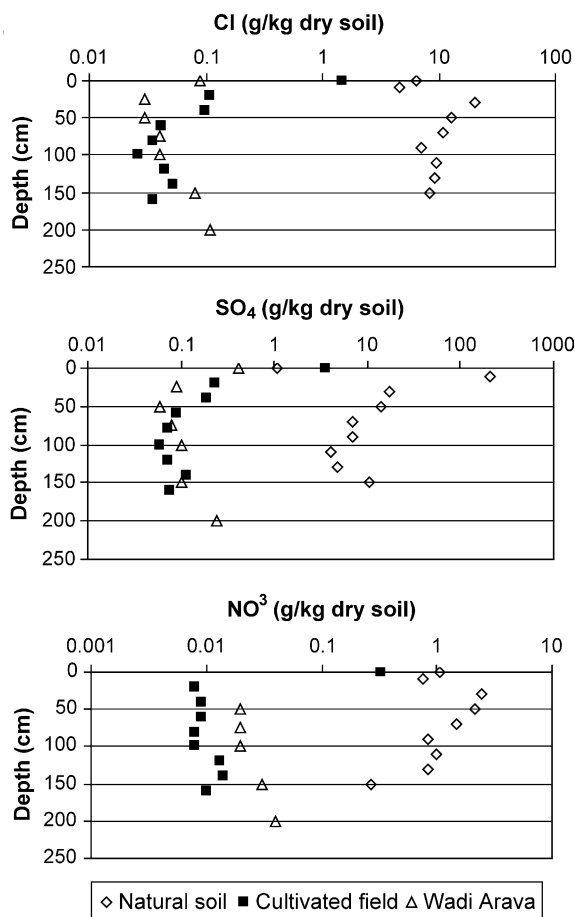 Cl (g/kg dry soil)
0.01 0.1 1 10 100
0
50
100
150
200
250
Depth (cm)
SO₄ (g/kg dry soil)
0.01 0.1 1 10 100 1000
0
50
100
150
200
250
Depth (cm)
NO³ (g/kg dry soil)
0.001 0.01 0.1 1 10
0
50
100
150
200
250
Depth (cm)
Natural soil Cultivated field Wadi Arava